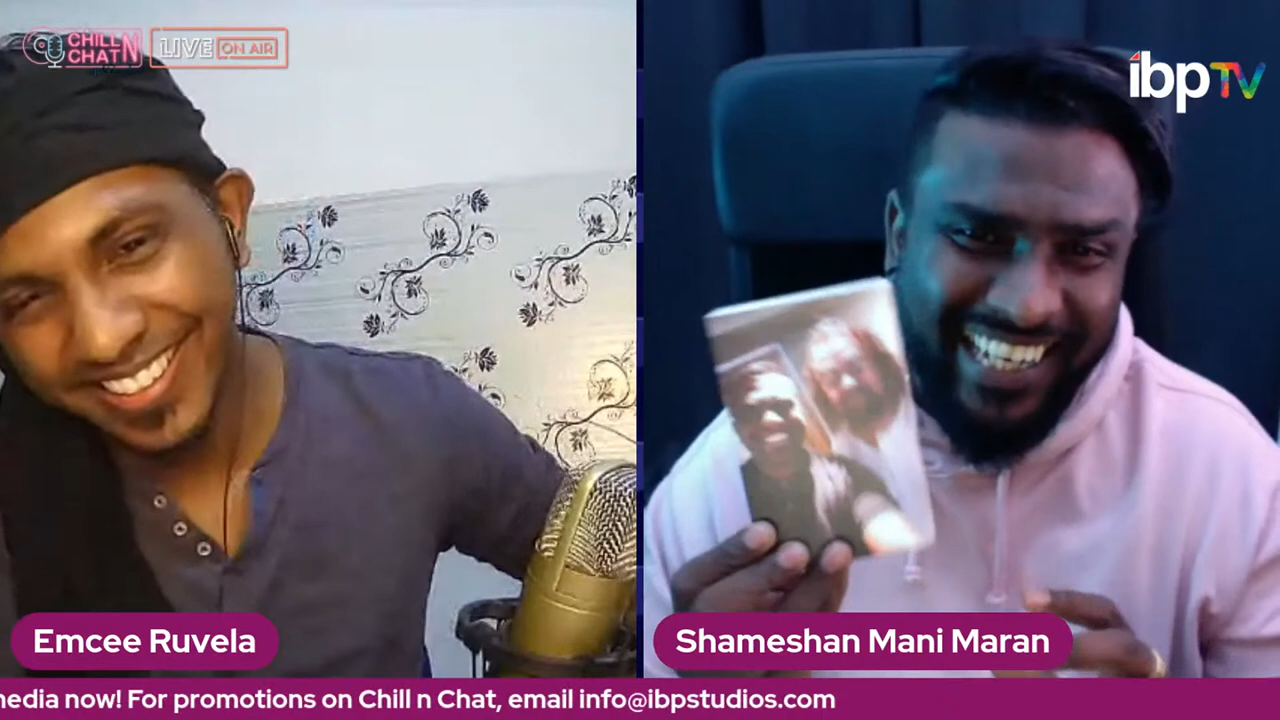 CHILL N CHAT
LIVE ON AIR
ibpTV
Emcee Ruvela
Shameshan Mani Maran
media now! For promotions on Chill n Chat, email info@ibpstudios.com